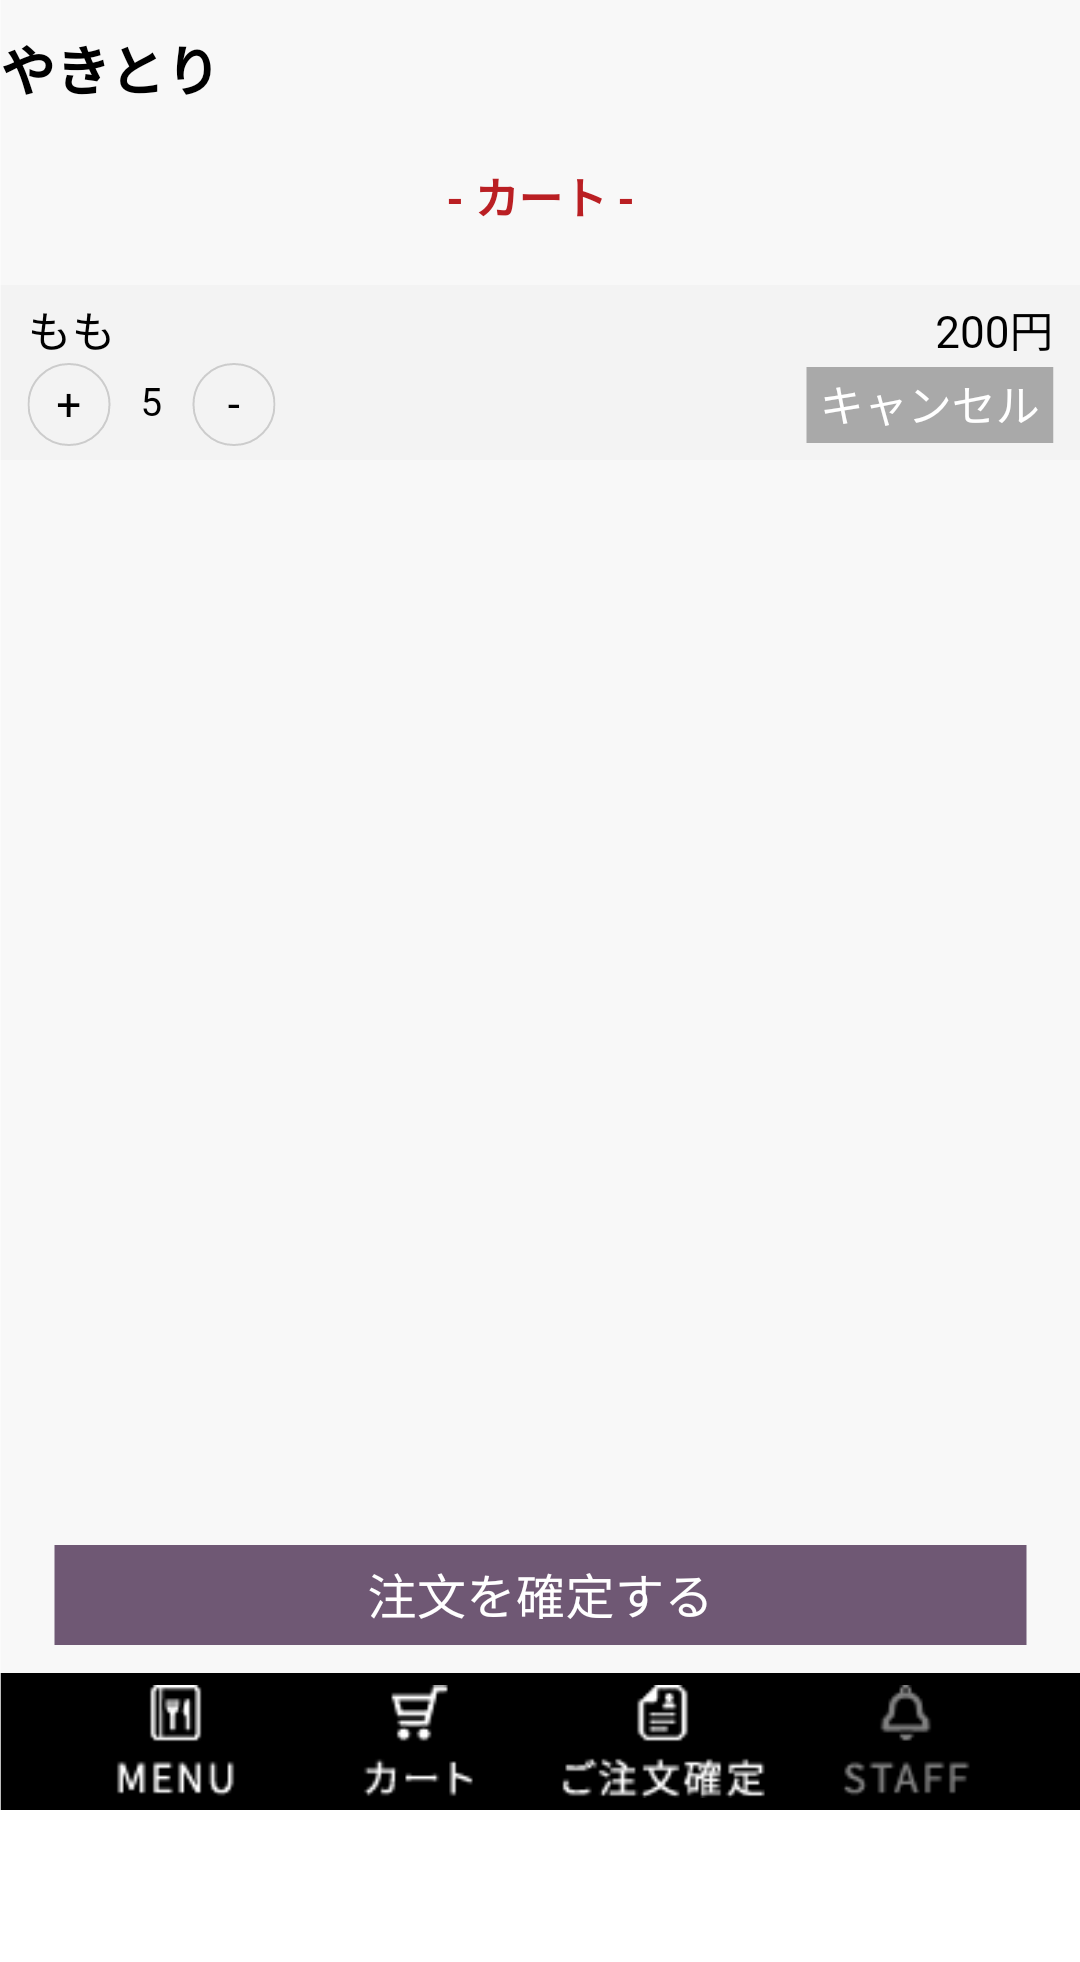 やきとり
- カート -
もも 200円
+ 5 - キャンセル
注文を確定する
MENU カート ご注文確定 STAFF